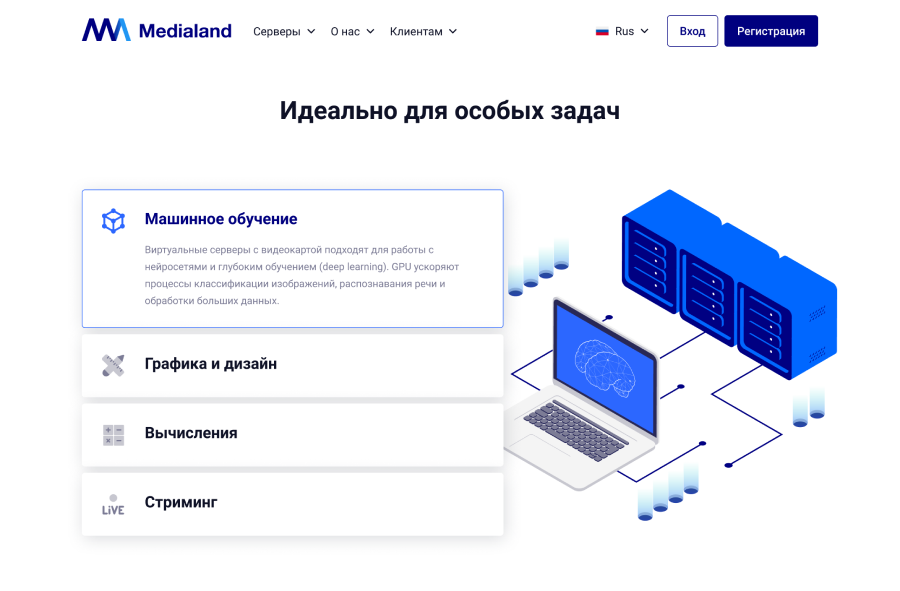 Medialand
Серверы
О нас
Клиентам
Rus
Вход
Регистрация
Идеально для особых задач
Машинное обучение
Виртуальные серверы с видеокартой подходят для работы с
нейросетями и глубоким обучением (deep learning). GPU ускоряют
процессы классификации изображений, распознавания речи и
обработки больших данных.
Графика и дизайн
Вычисления
LiVE
Стриминг